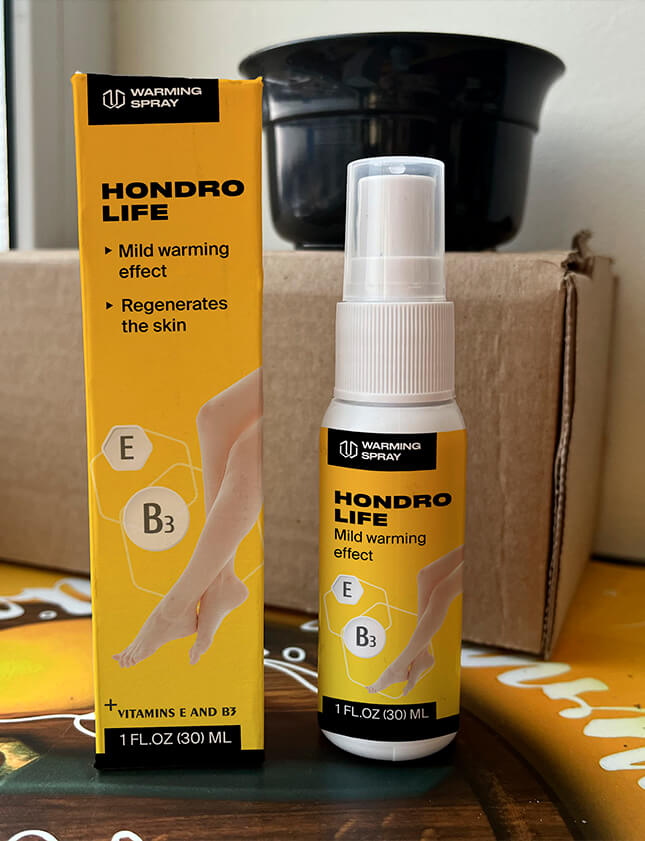 WARMING
SPRAY
HONDRO
LIFE
▸ Mild warming
effect
▸ Regenerates
the skin
E
B3
+VITAMINS E AND B3
1 FL.OZ (30) ML
WARMING
SPRAY
HONDRO
LIFE
Mild warming
effect
E
B3
1 FL.OZ (30) ML